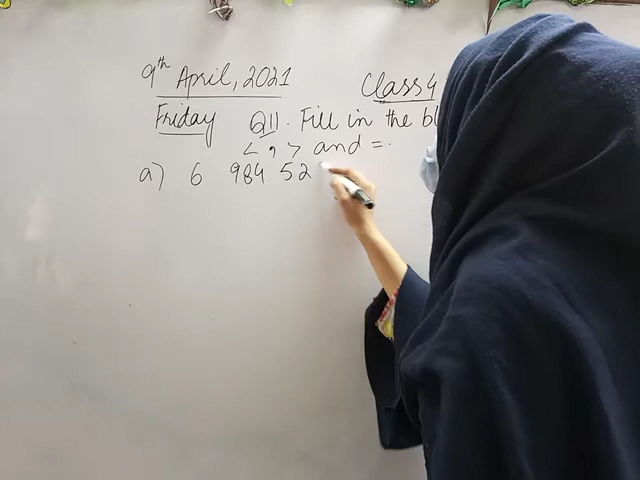 9th April, 2021 Class 4
Friday Q11. Fill in the bl
< , > and =.
a) 6 984 52